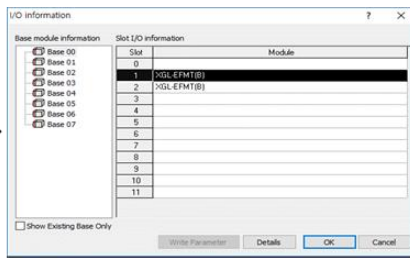 I/O information
? ×
Base module information
Slot I/O information
Base 00
Base 01
Base 02
Base 03
Base 04
Base 05
Base 06
Base 07
Slot Module
0
1 XGL-EFMT(B)
2 XGL-EFMT(B)
3
4
5
6
7
8
9
10
11
Show Existing Base Only
Write Parameter Details OK Cancel